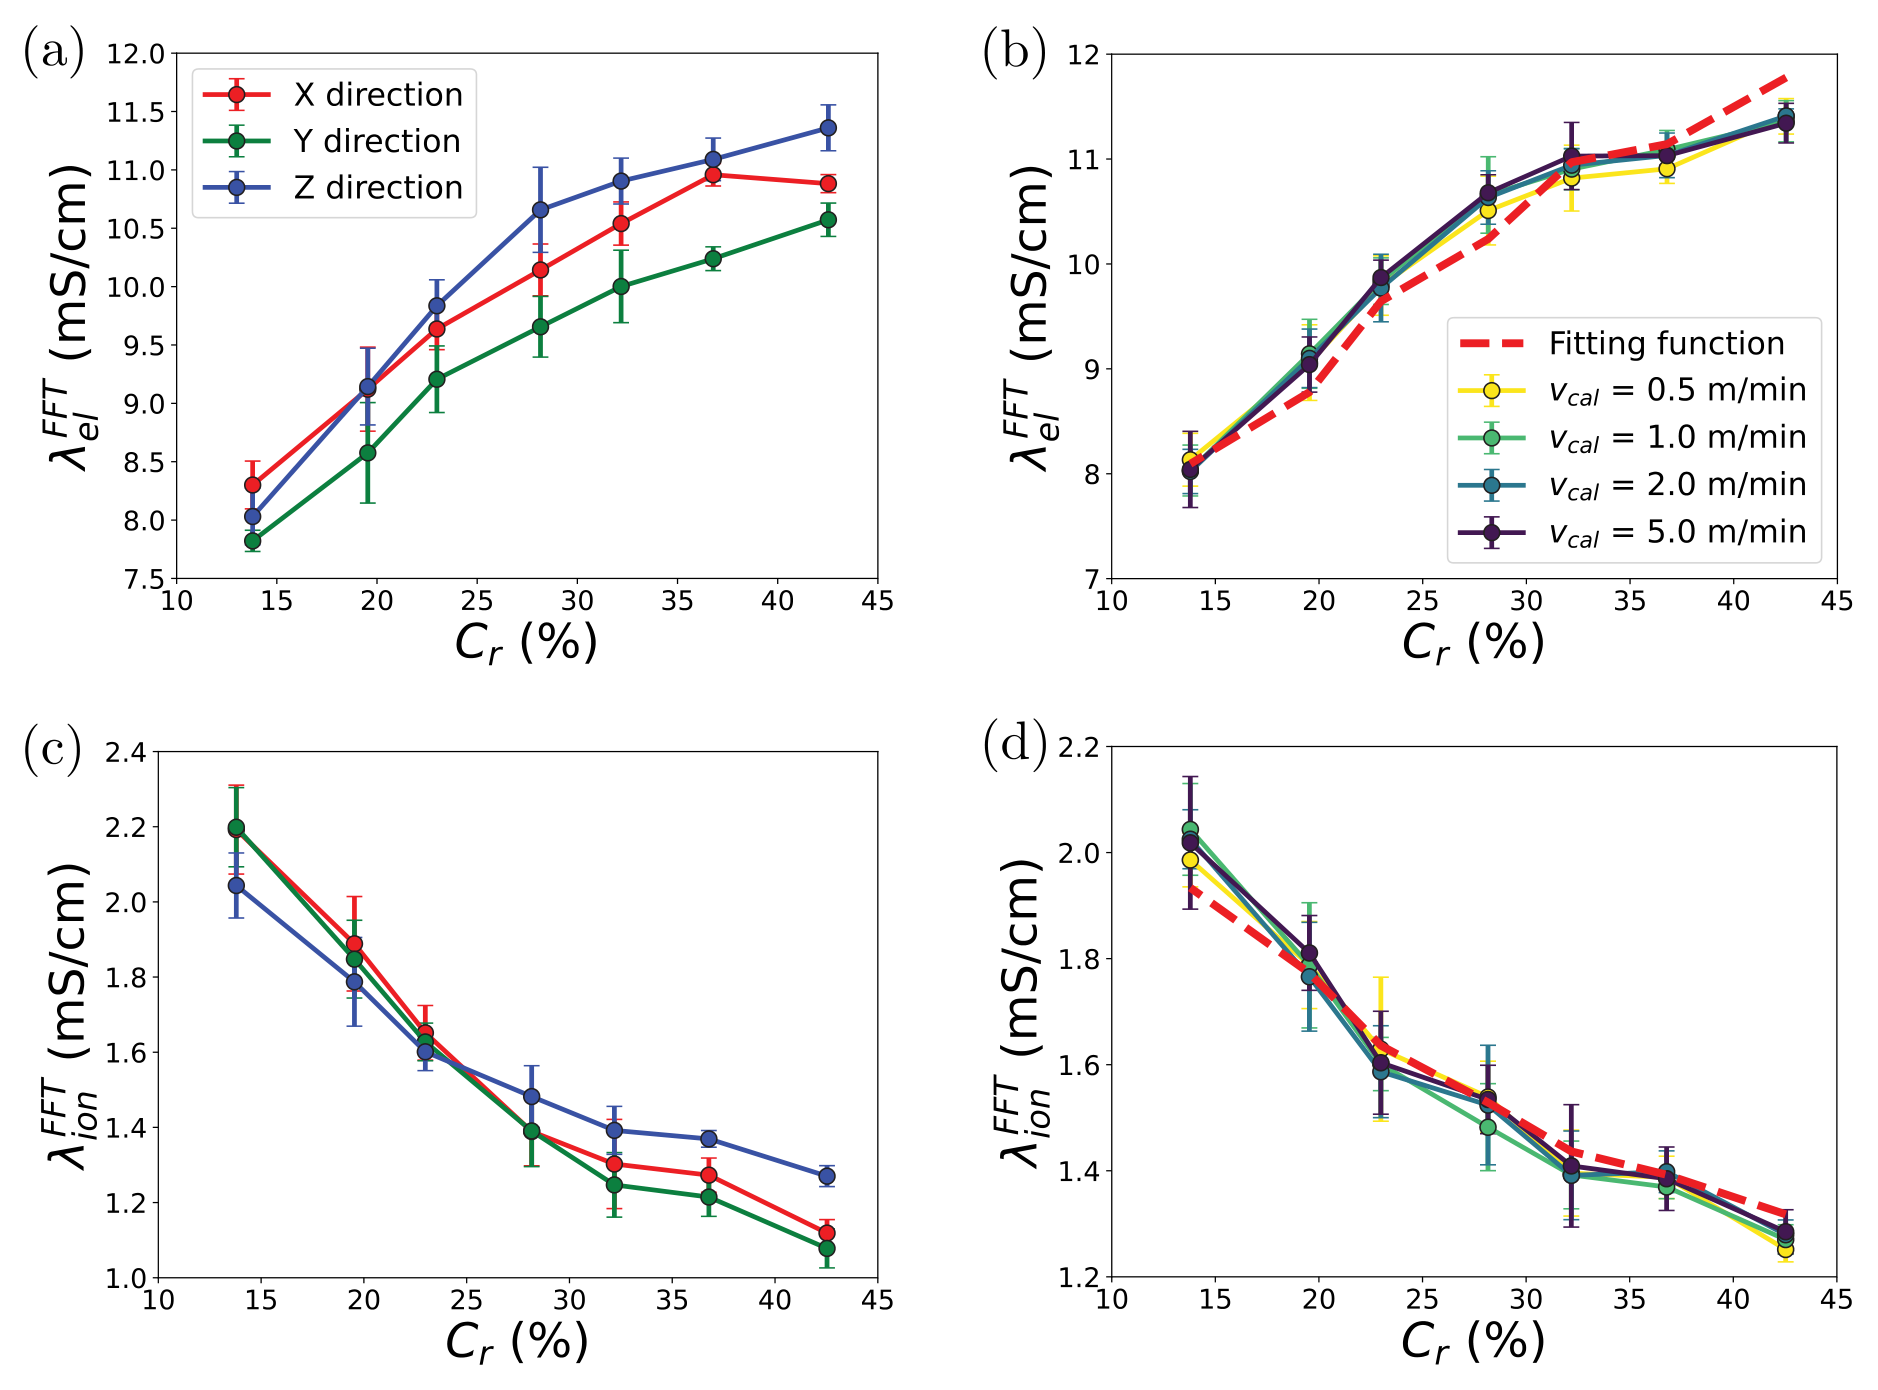 (a)
12.0
11.5
11.0
10.5
10.0
9.5
9.0
8.5
8.0
7.5
10 15 20 25 30 35 40 45
λ_el^FFT (mS/cm)
C_r (%)
X direction
Y direction
Z direction
(b)
12
11
10
9
8
7
10 15 20 25 30 35 40 45
λ_el^FFT (mS/cm)
C_r (%)
Fitting function
v_cal = 0.5 m/min
v_cal = 1.0 m/min
v_cal = 2.0 m/min
v_cal = 5.0 m/min
(c)
2.4
2.2
2.0
1.8
1.6
1.4
1.2
1.0
10 15 20 25 30 35 40 45
λ_ion^FFT (mS/cm)
C_r (%)
(d)
2.2
2.0
1.8
1.6
1.4
1.2
10 15 20 25 30 35 40 45
λ_ion^FFT (mS/cm)
C_r (%)